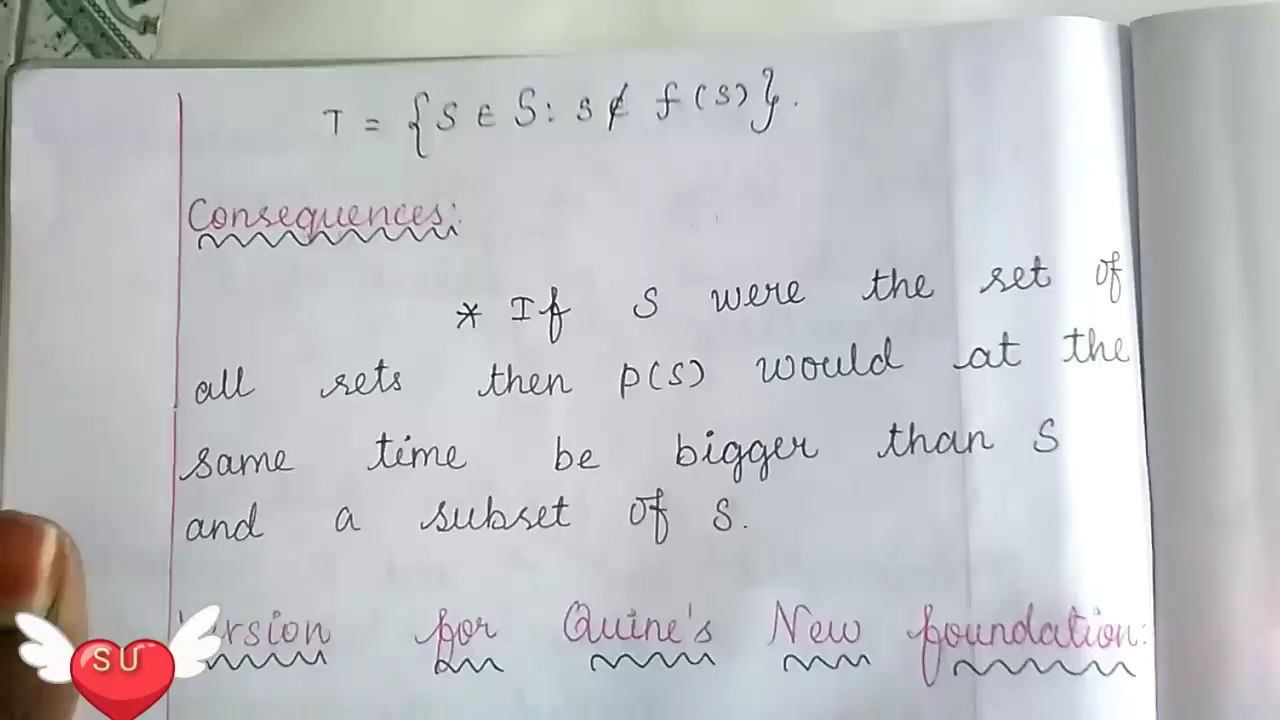 T = {S ∈ S: s ∉ f(S)}.
Consequences:
* If S were the set of
all sets then P(S) would at the
same time be bigger than S
and a subset of S.
for Quine's New foundation:
SU